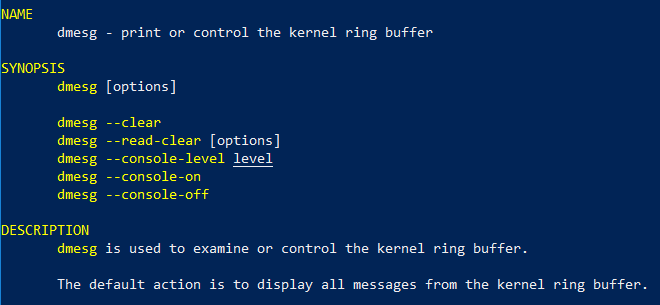 NAME
dmesg - print or control the kernel ring buffer
SYNOPSIS
dmesg [options]
dmesg --clear
dmesg --read-clear [options]
dmesg --console-level level
dmesg --console-on
dmesg --console-off
DESCRIPTION
dmesg is used to examine or control the kernel ring buffer.
The default action is to display all messages from the kernel ring buffer.